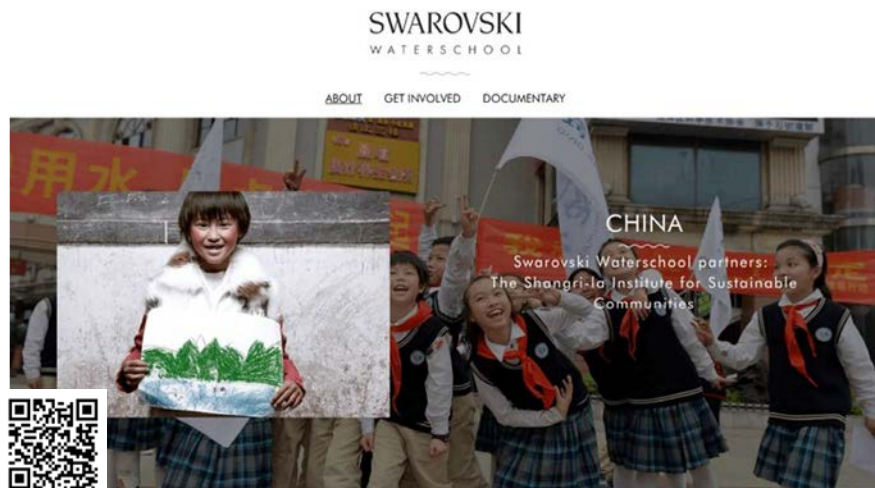 SWAROVSKI
WATERSCHOOL
ABOUT GET INVOLVED DOCUMENTARY
用水
CHINA
Swarovski Waterschool partners:
The Shangri-la Institute for Sustainable
Communities